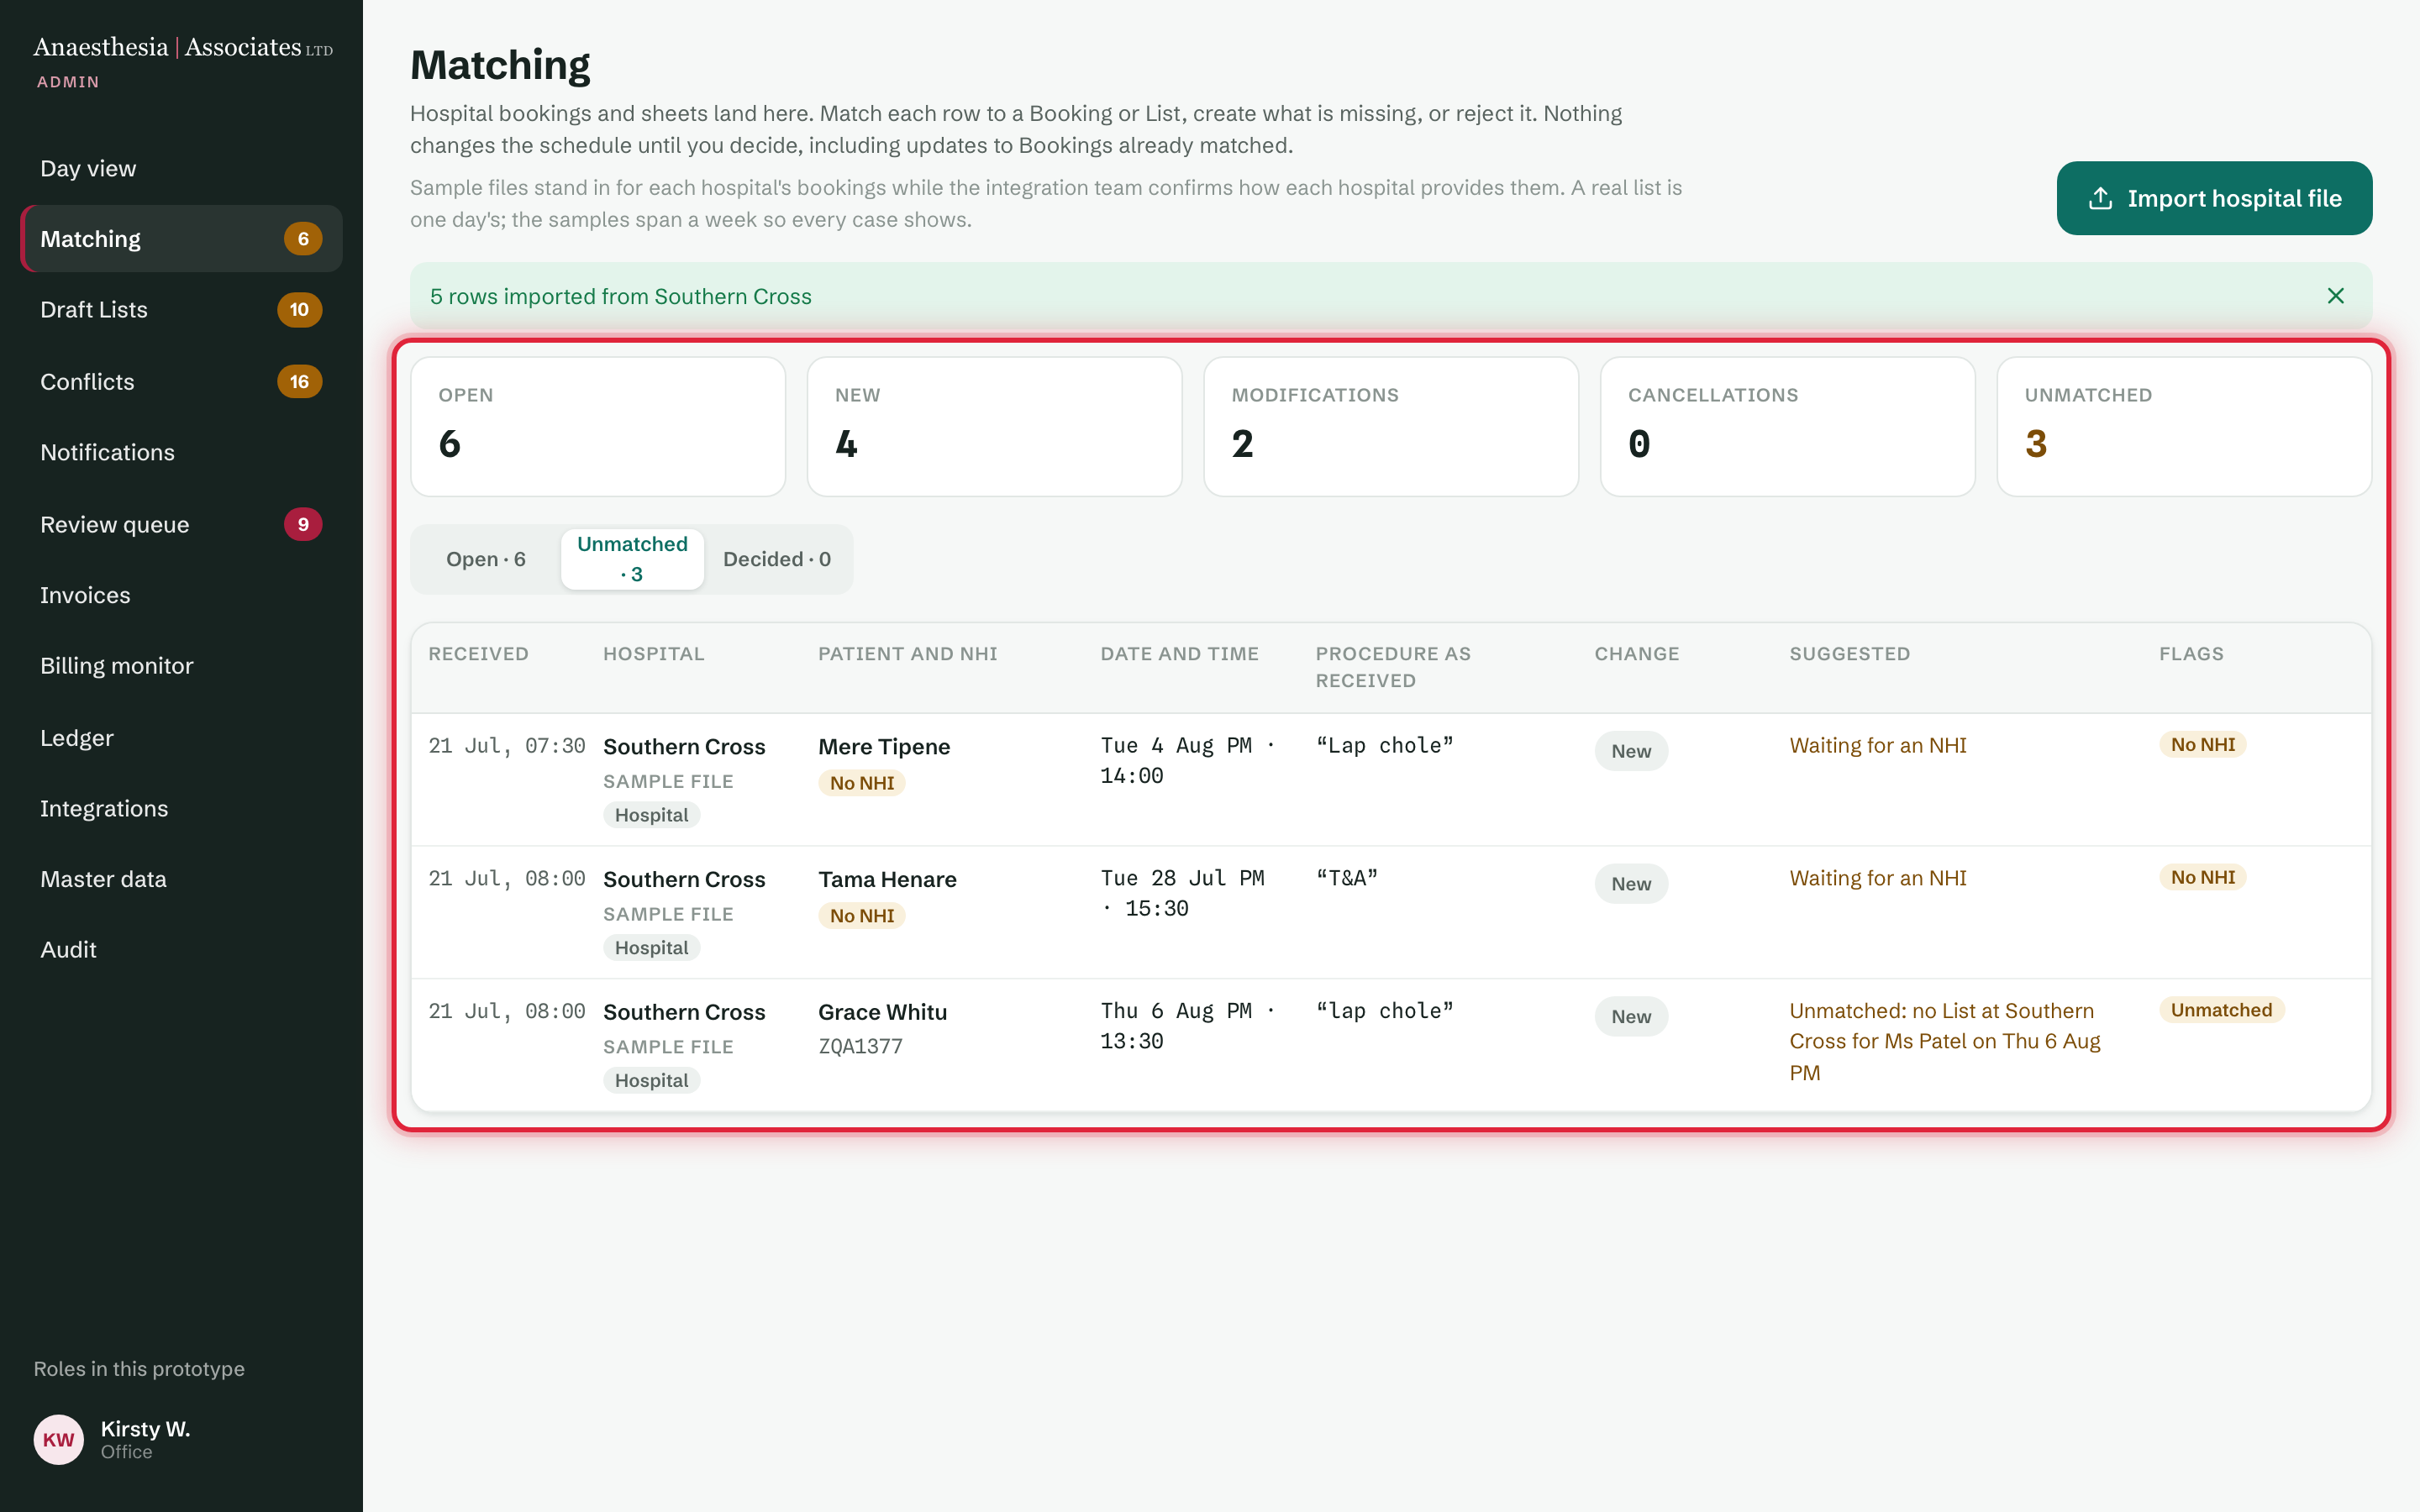 Anaesthesia | Associates LTD
ADMIN
Day view
Matching 6
Draft Lists 10
Conflicts 16
Notifications
Review queue 9
Invoices
Billing monitor
Ledger
Integrations
Master data
Audit
Roles in this prototype
KW
Kirsty W.
Office
Matching
Hospital bookings and sheets land here. Match each row to a Booking or List, create what is missing, or reject it. Nothing
changes the schedule until you decide, including updates to Bookings already matched.
Sample files stand in for each hospital's bookings while the integration team confirms how each hospital provides them. A real list is
one day's; the samples span a week so every case shows.
Import hospital file
5 rows imported from Southern Cross
OPEN
6
NEW
4
MODIFICATIONS
2
CANCELLATIONS
0
UNMATCHED
3
Open · 6
Unmatched
· 3
Decided · 0
RECEIVED
HOSPITAL
PATIENT AND NHI
DATE AND TIME
PROCEDURE AS
RECEIVED
CHANGE
SUGGESTED
FLAGS
21 Jul, 07:30
Southern Cross
SAMPLE FILE
Hospital
Mere Tipene
No NHI
Tue 4 Aug PM ·
14:00
“Lap chole”
New
Waiting for an NHI
No NHI
21 Jul, 08:00
Southern Cross
SAMPLE FILE
Hospital
Tama Henare
No NHI
Tue 28 Jul PM
· 15:30
“T&A”
New
Waiting for an NHI
No NHI
21 Jul, 08:00
Southern Cross
SAMPLE FILE
Hospital
Grace Whitu
ZQA1377
Thu 6 Aug PM ·
13:30
“lap chole”
New
Unmatched: no List at Southern
Cross for Ms Patel on Thu 6 Aug
PM
Unmatched